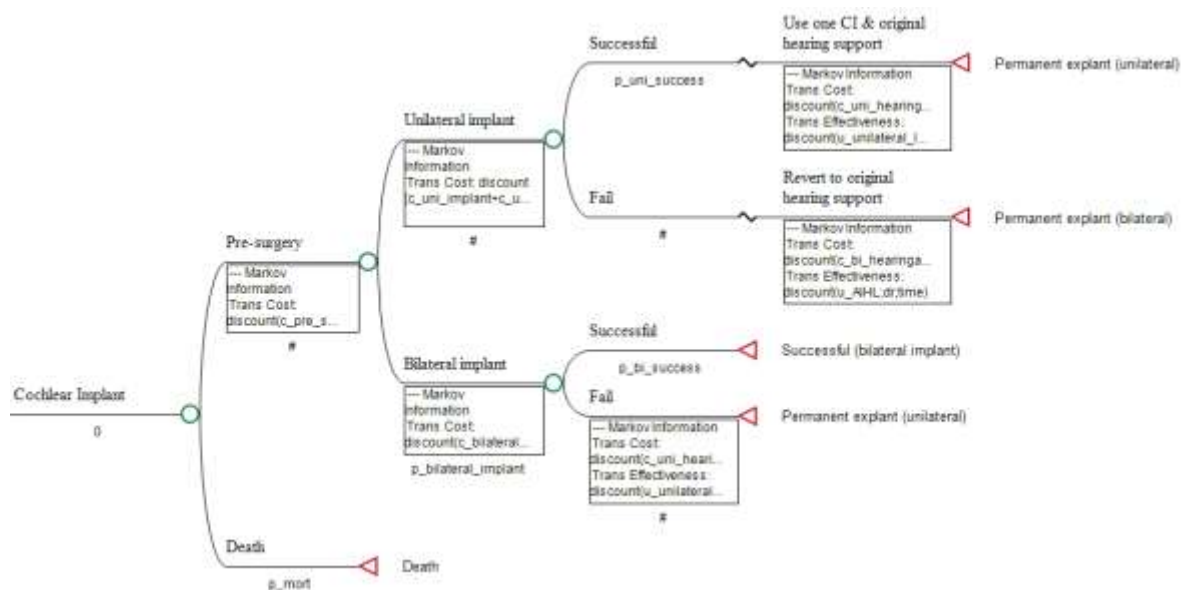 Use one CI & original
hearing support
Successful
p_uni_success
--- Markov Information
Trans Cost:
discount(c_uni_hearing...
Trans Effectiveness:
discount(u_unilateral_i...
Permanent explant (unilateral)
Unilateral implant
--- Markov
Information
Trans Cost: discount
(c_uni_implant+c_u...
#
Revert to original
hearing support
Fail
#
--- Markov Information
Trans Cost:
discount(c_bi_hearinga...
Trans Effectiveness:
discount(u_AIHL;dr;time)
Permanent explant (bilateral)
Pre-surgery
--- Markov
Information
Trans Cost:
discount(c_pre_s...
#
Successful
p_bi_success
Successful (bilateral implant)
Bilateral implant
--- Markov
Information
Trans Cost:
discount(c_bilateral...
p_bilateral_implant
Fail
--- Markov Information
Trans Cost:
discount(c_uni_heari...
Trans Effectiveness:
discount(u_unilateral...
#
Permanent explant (unilateral)
Cochlear Implant
0
Death
p_mort
Death